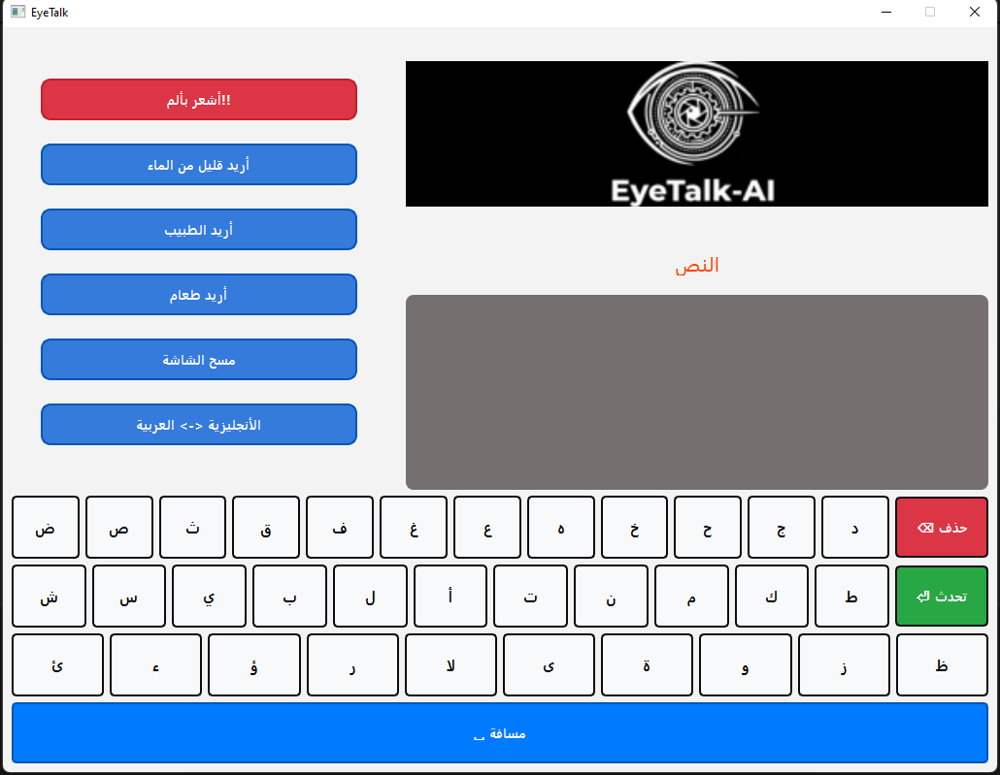 EyeTalk
أشعر بألم!!
أريد قليل من الماء
أريد الطبيب
أريد طعام
مسح الشاشة
الأنجليزية <-> العربية
EyeTalk-AI
النص
ض ص ث ق ف غ ع ه خ ح ج د حذف ⌫
ش س ي ب ل أ ت ن م ك ط تحدث ⏎
ئ ء ؤ ر لا ى ة و ز ظ
مسافة ⎵